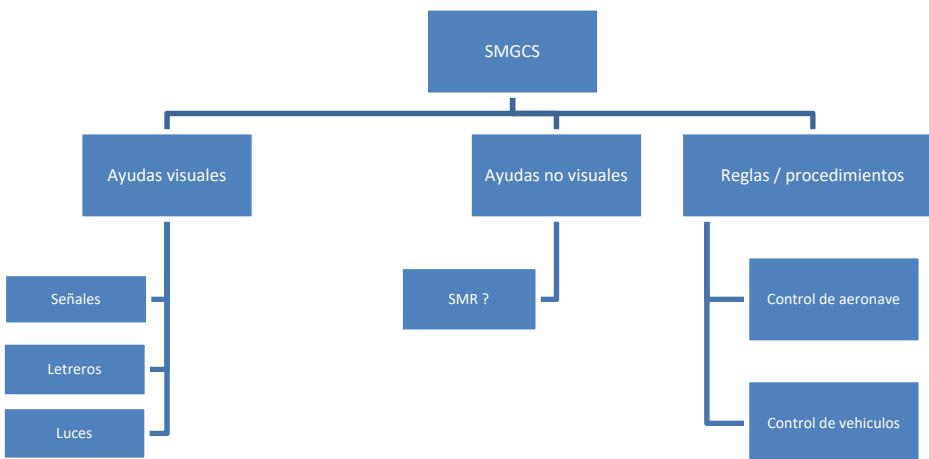 SMGCS
Ayudas visuales
Ayudas no visuales
Reglas / procedimientos
Señales
Letreros
Luces
SMR ?
Control de aeronave
Control de vehiculos